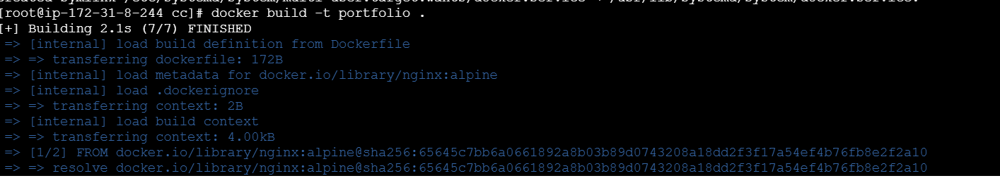 [root@ip-172-31-8-244 cc]# docker build -t portfolio .
[+] Building 2.1s (7/7) FINISHED
=> [internal] load build definition from Dockerfile
=> => transferring dockerfile: 172B
=> [internal] load metadata for docker.io/library/nginx:alpine
=> [internal] load .dockerignore
=> => transferring context: 2B
=> [internal] load build context
=> => transferring context: 4.00kB
=> [1/2] FROM docker.io/library/nginx:alpine@sha256:65645c7bb6a0661892a8b03b89d0743208a18dd2f3f17a54ef4b76fb8e2f2a10
=> => resolve docker.io/library/nginx:alpine@sha256:65645c7bb6a0661892a8b03b89d0743208a18dd2f3f17a54ef4b76fb8e2f2a10